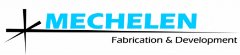 MECHELEN
Fabrication & Development